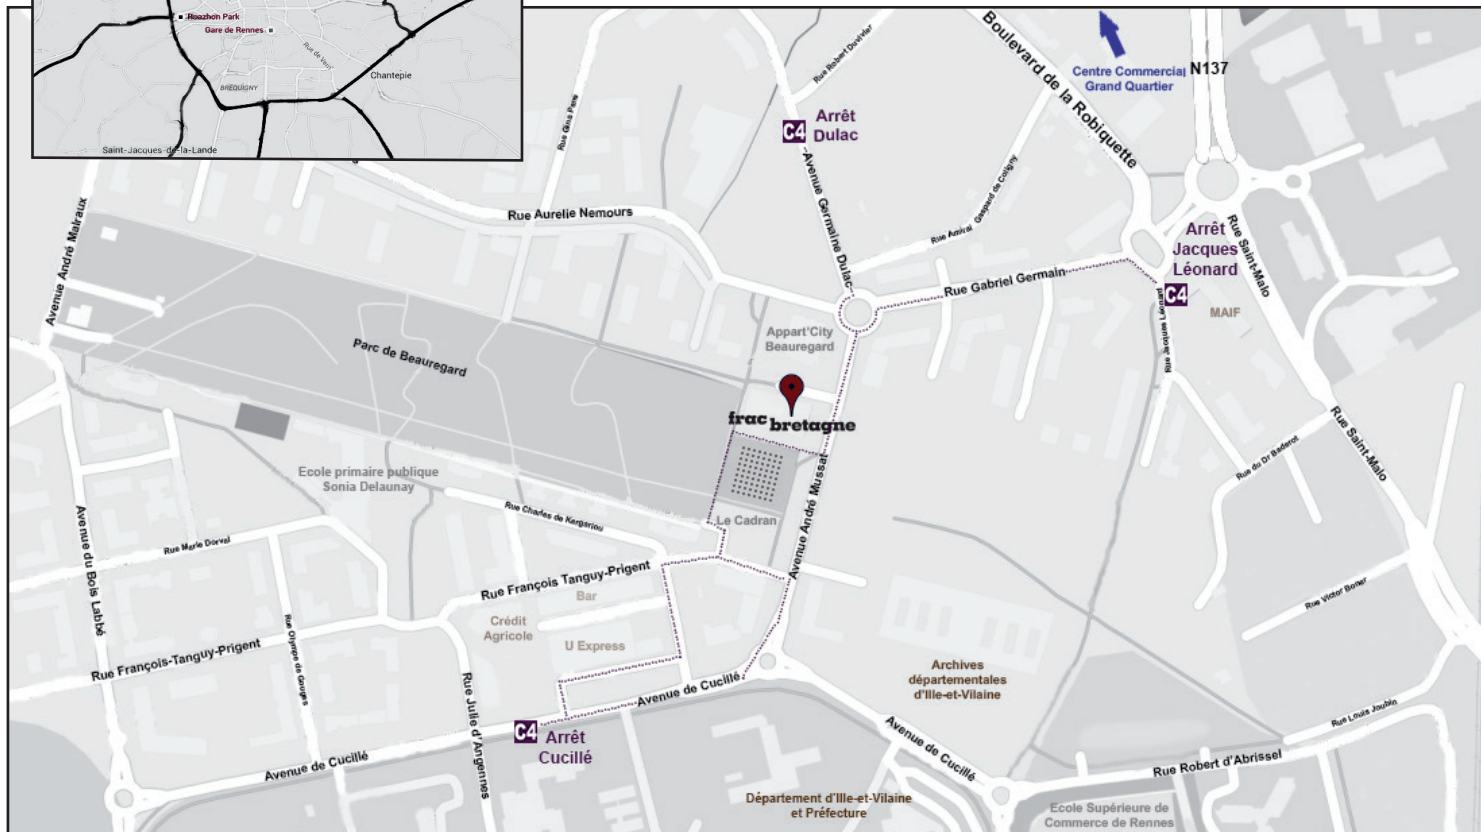 Roazhon Park
Gare de Rennes
Rue de Vern
Chantepie
BREQUIGNY
Saint-Jacques-de-la-Lande
Boulevard de la Robiquette
Centre Commercial
Grand Quartier
N137
Rue Robert Duvivier
Rue Gina Pane
C4
Arrêt
Dulac
Avenue Germaine Dulac
Rue Amiral Gaspard de Coligny
Rue Aurelie Nemours
Avenue André Malraux
Arrêt
Jacques
Léonard
C4
Rue Saint-Malo
Rue Gabriel Germain
Rue Jacques Léonard
MAIF
Appart'City
Beauregard
Parc de Beauregard
frac bretagne
Rue Saint-Malo
Rue du Dr Baderot
Ecole primaire publique
Sonia Delaunay
Avenue André Mussat
Rue Charles de Kergariou
Le Cadran
Avenue du Bois Labbé
Rue Marie Dorval
Rue François Tanguy-Prigent
Bar
Rue Victor Boner
Crédit
Agricole
U Express
Rue Olympe de Gouges
Rue François-Tanguy-Prigent
Archives
départementales
d'Ille-et-Vilaine
Rue Julie d'Angennes
Avenue de Cucillé
Rue Louis Joubin
C4
Arrêt
Cucillé
Avenue de Cucillé
Avenue de Cucillé
Rue Robert d'Abrissel
Département d'Ille-et-Vilaine
et Préfecture
Ecole Supérieure de
Commerce de Rennes